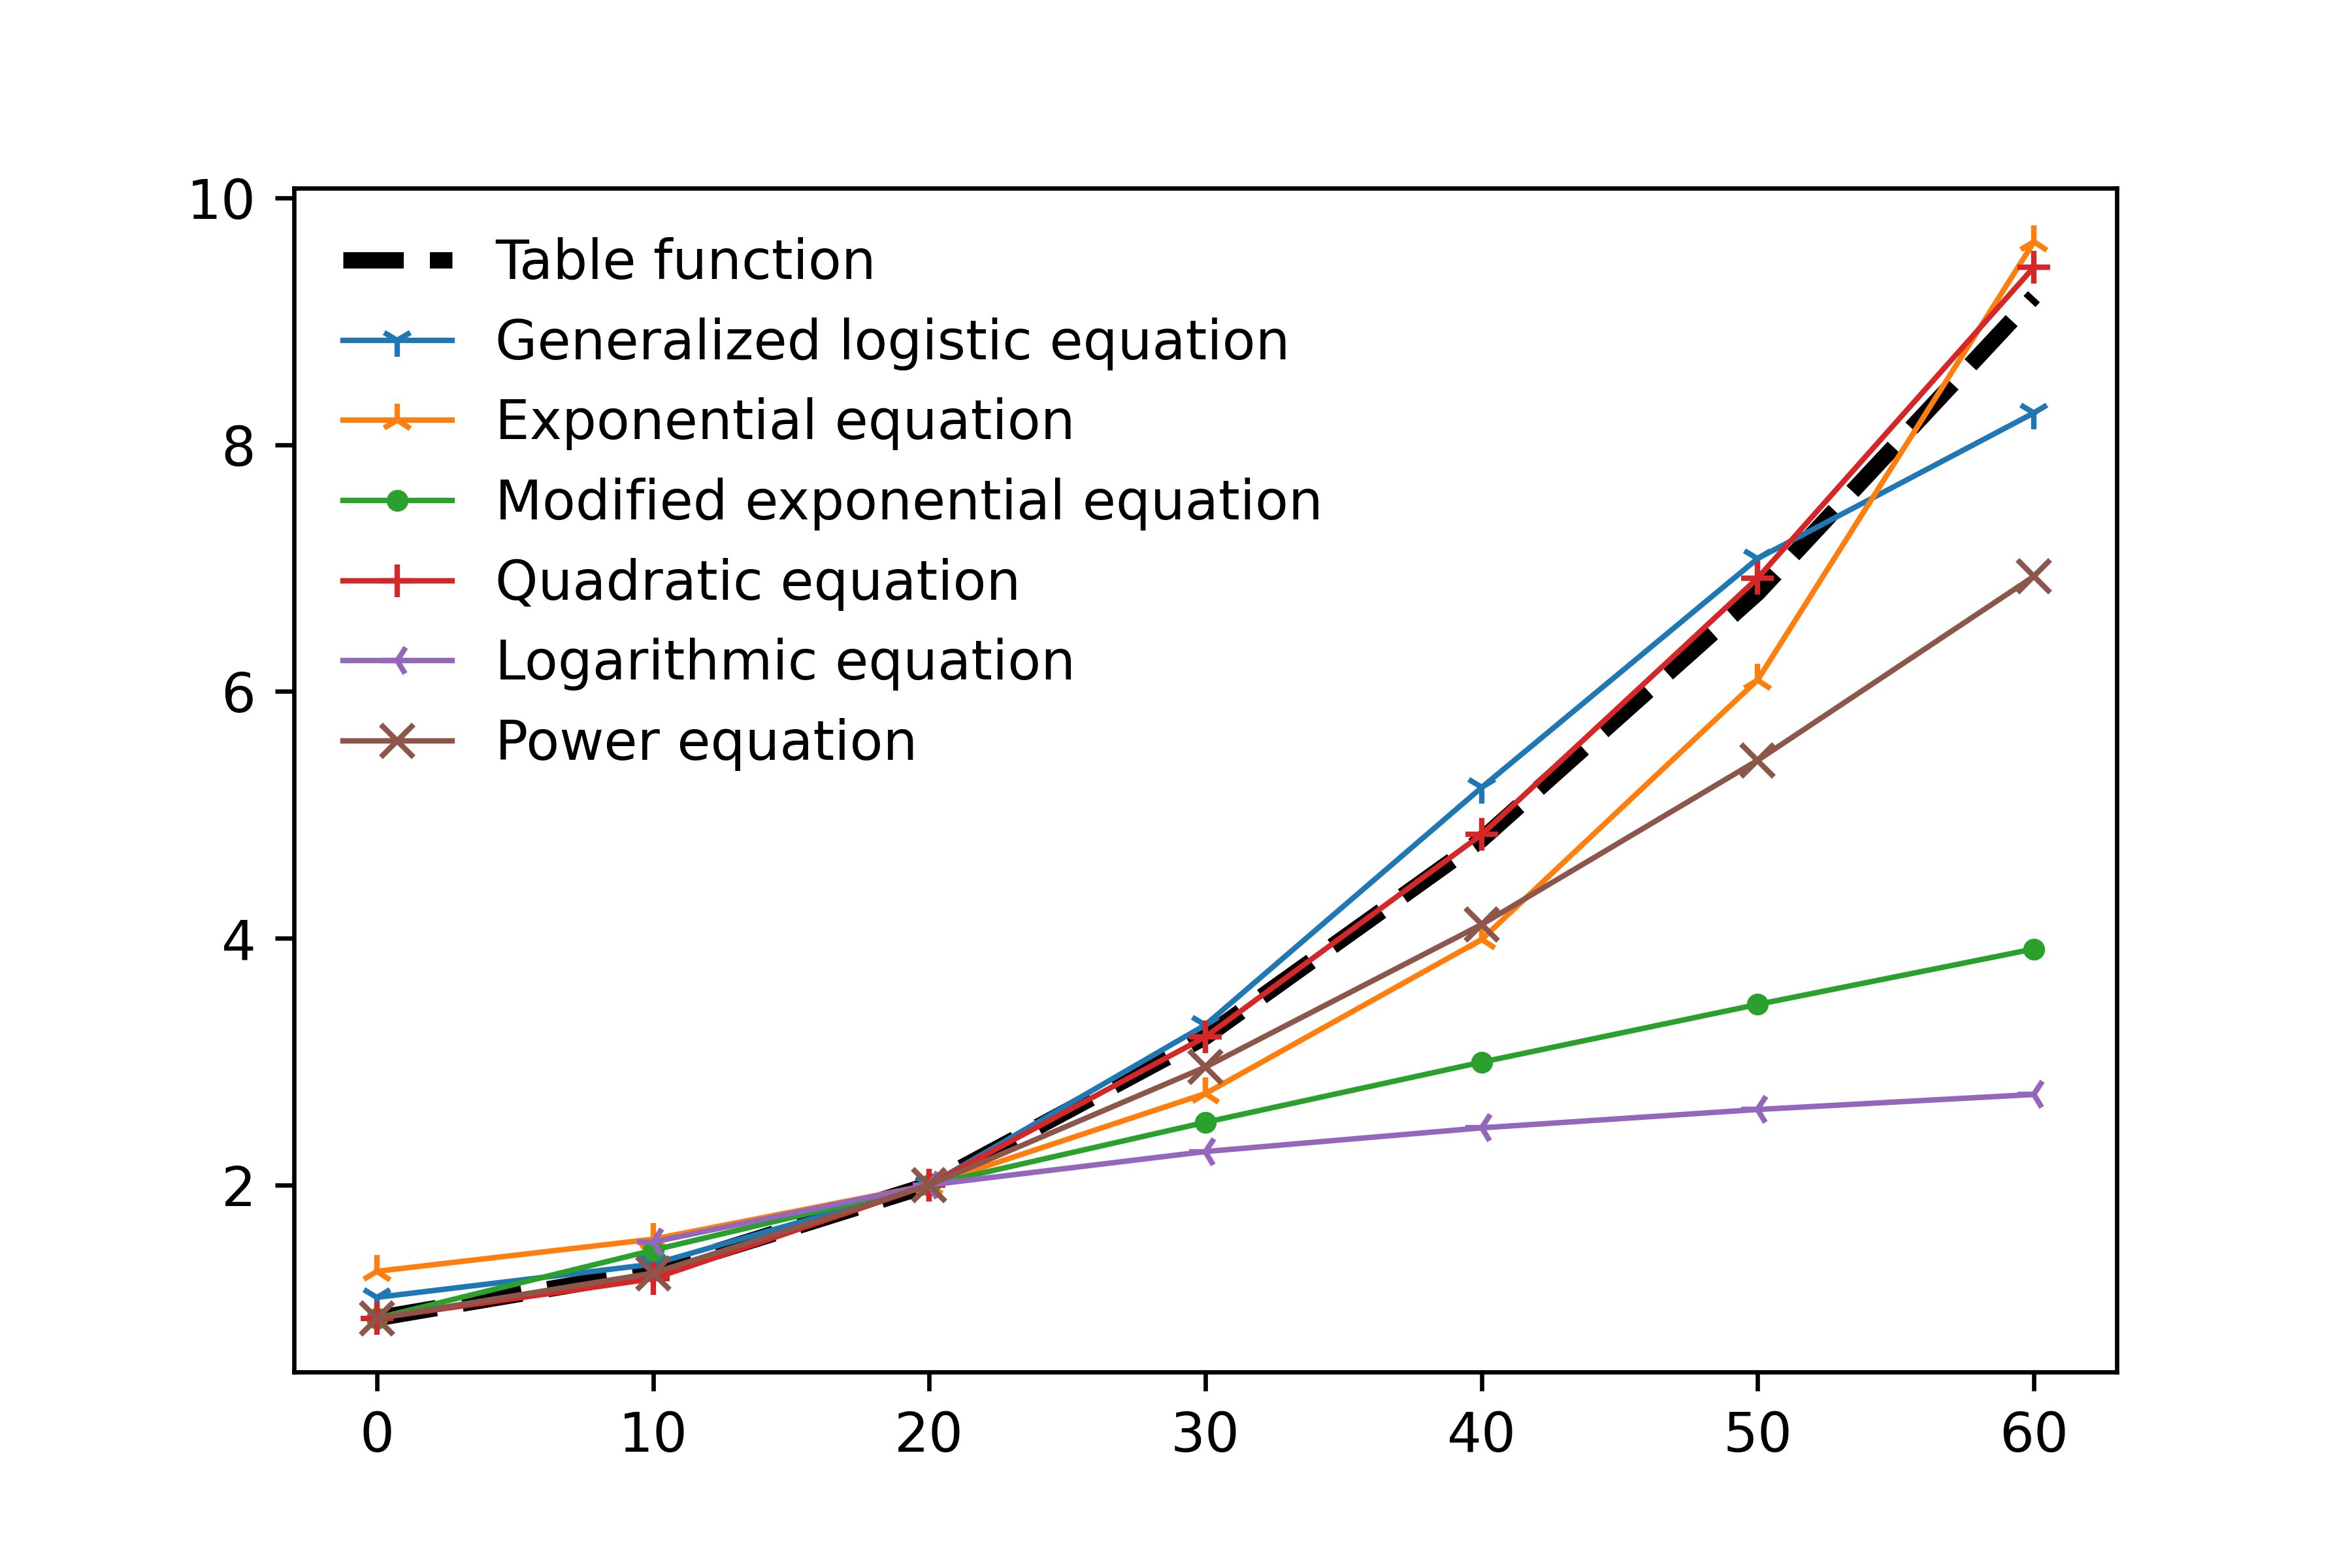 10
8
6
4
2
Table function
Generalized logistic equation
Exponential equation
Modified exponential equation
Quadratic equation
Logarithmic equation
Power equation
0 10 20 30 40 50 60